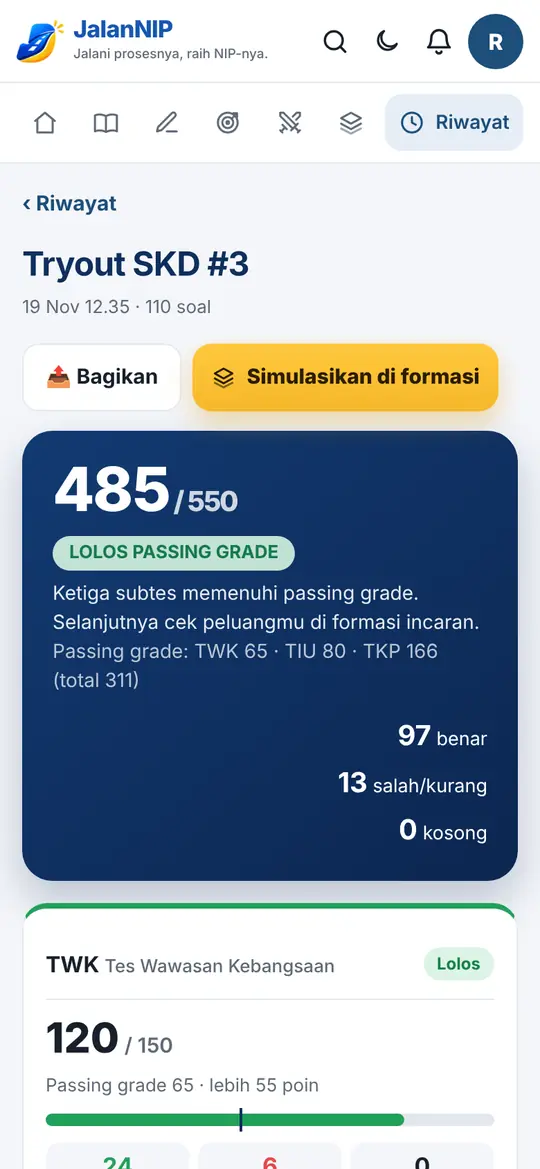 JalanNIP
Jalani prosesnya, raih NIP-nya.
R
Riwayat
‹ Riwayat
Tryout SKD #3
19 Nov 12.35 · 110 soal
Bagikan
Simulasikan di formasi
485 / 550
LOLOS PASSING GRADE
Ketiga subtes memenuhi passing grade.
Selanjutnya cek peluangmu di formasi incaran.
Passing grade: TWK 65 · TIU 80 · TKP 166
(total 311)
97 benar
13 salah/kurang
0 kosong
TWK Tes Wawasan Kebangsaan
Lolos
120 / 150
Passing grade 65 · lebih 55 poin
24 6 0